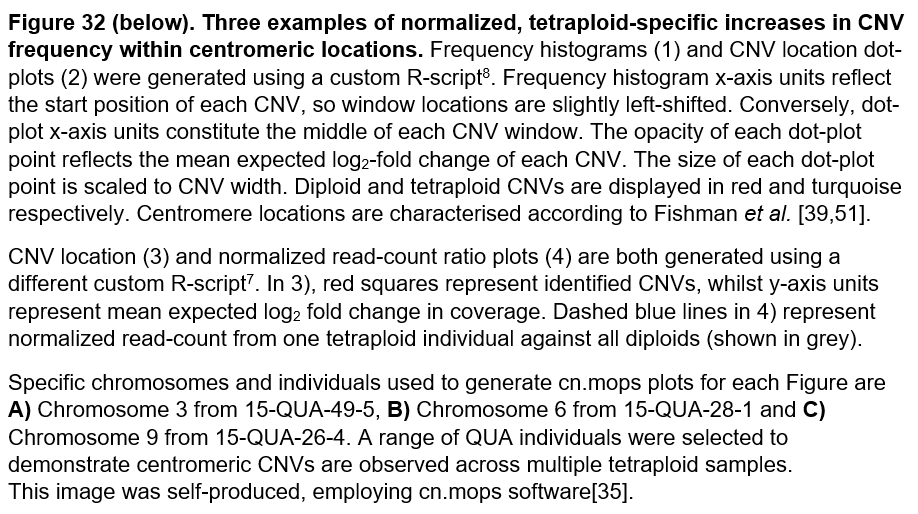 Figure 32 (below). Three examples of normalized, tetraploid-specific increases in CNV
frequency within centromeric locations. Frequency histograms (1) and CNV location dot-
plots (2) were generated using a custom R-script⁸. Frequency histogram x-axis units reflect
the start position of each CNV, so window locations are slightly left-shifted. Conversely, dot-
plot x-axis units constitute the middle of each CNV window. The opacity of each dot-plot
point reflects the mean expected log₂-fold change of each CNV. The size of each dot-plot
point is scaled to CNV width. Diploid and tetraploid CNVs are displayed in red and turquoise
respectively. Centromere locations are characterised according to Fishman et al. [39,51].
CNV location (3) and normalized read-count ratio plots (4) are both generated using a
different custom R-script⁷. In 3), red squares represent identified CNVs, whilst y-axis units
represent mean expected log₂ fold change in coverage. Dashed blue lines in 4) represent
normalized read-count from one tetraploid individual against all diploids (shown in grey).
Specific chromosomes and individuals used to generate cn.mops plots for each Figure are
A) Chromosome 3 from 15-QUA-49-5, B) Chromosome 6 from 15-QUA-28-1 and C)
Chromosome 9 from 15-QUA-26-4. A range of QUA individuals were selected to
demonstrate centromeric CNVs are observed across multiple tetraploid samples.
This image was self-produced, employing cn.mops software[35].